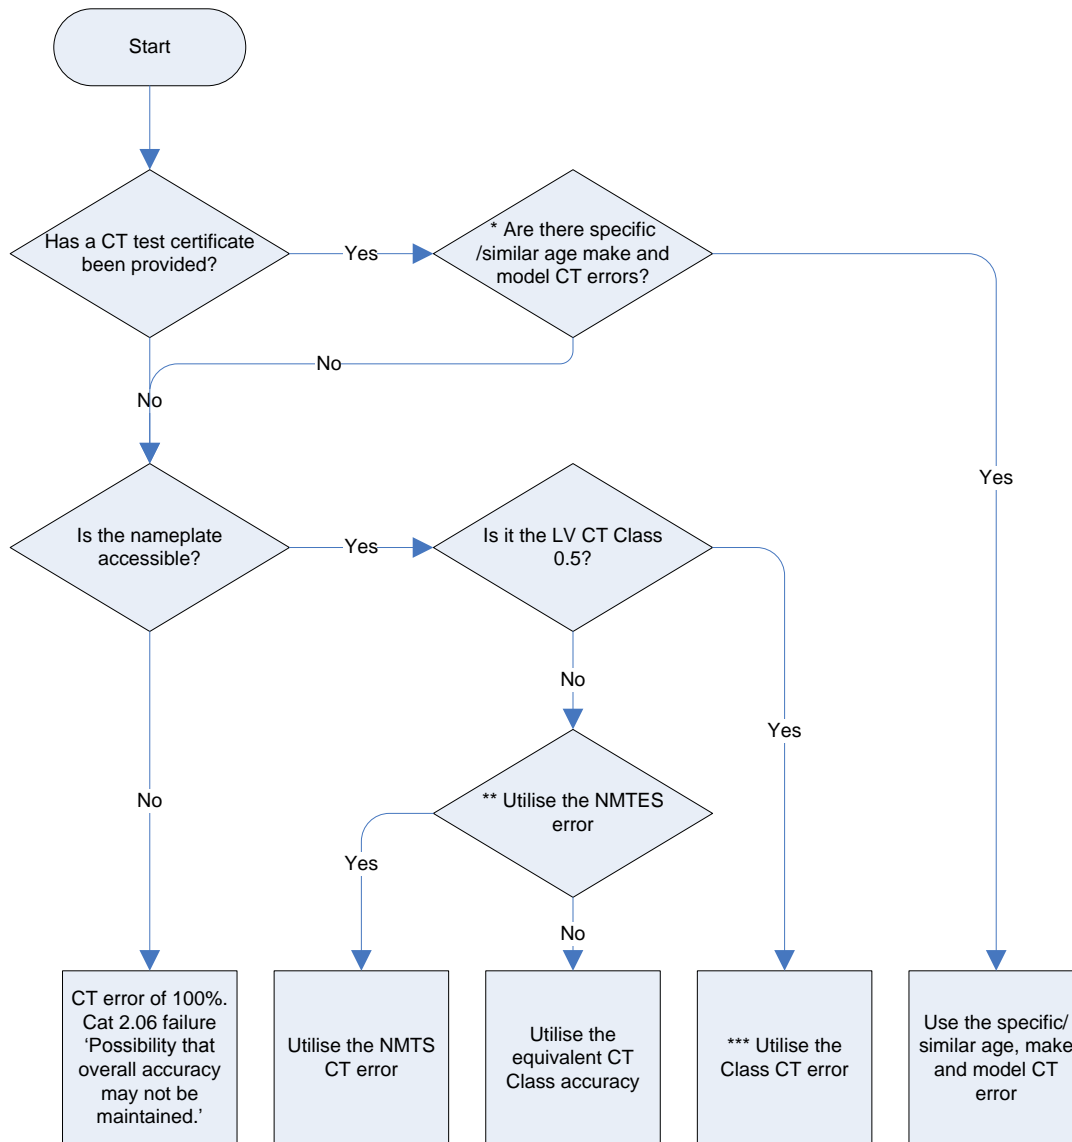 Start
Has a CT test certificate
been provided?
Yes
* Are there specific
/similar age make and
model CT errors?
No
No
Yes
Is the nameplate
accessible?
Yes
Is it the LV CT Class
0.5?
No
Yes
No
** Utilise the NMTES
error
Yes
No
CT error of 100%.
Cat 2.06 failure
‘Possibility that
overall accuracy
may not be
maintained.’
Utilise the NMTS
CT error
Utilise the
equivalent CT
Class accuracy
*** Utilise the
Class CT error
Use the specific/
similar age, make
and model CT
error